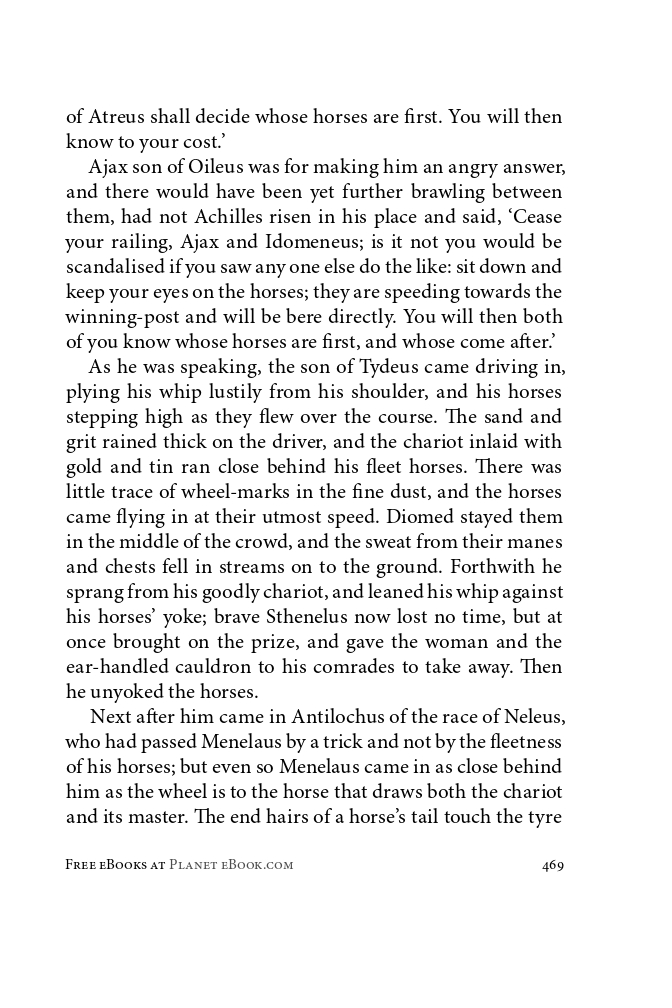 of Atreus shall decide whose horses are first. You will then
know to your cost.’
Ajax son of Oileus was for making him an angry answer,
and there would have been yet further brawling between
them, had not Achilles risen in his place and said, ‘Cease
your railing, Ajax and Idomeneus; is it not you would be
scandalised if you saw any one else do the like: sit down and
keep your eyes on the horses; they are speeding towards the
winning-post and will be bere directly. You will then both
of you know whose horses are first, and whose come after.’
As he was speaking, the son of Tydeus came driving in,
plying his whip lustily from his shoulder, and his horses
stepping high as they flew over the course. The sand and
grit rained thick on the driver, and the chariot inlaid with
gold and tin ran close behind his fleet horses. There was
little trace of wheel-marks in the fine dust, and the horses
came flying in at their utmost speed. Diomed stayed them
in the middle of the crowd, and the sweat from their manes
and chests fell in streams on to the ground. Forthwith he
sprang from his goodly chariot, and leaned his whip against
his horses’ yoke; brave Sthenelus now lost no time, but at
once brought on the prize, and gave the woman and the
ear-handled cauldron to his comrades to take away. Then
he unyoked the horses.
Next after him came in Antilochus of the race of Neleus,
who had passed Menelaus by a trick and not by the fleetness
of his horses; but even so Menelaus came in as close behind
him as the wheel is to the horse that draws both the chariot
and its master. The end hairs of a horse’s tail touch the tyre
Free eBooks at Planet eBook.com 469